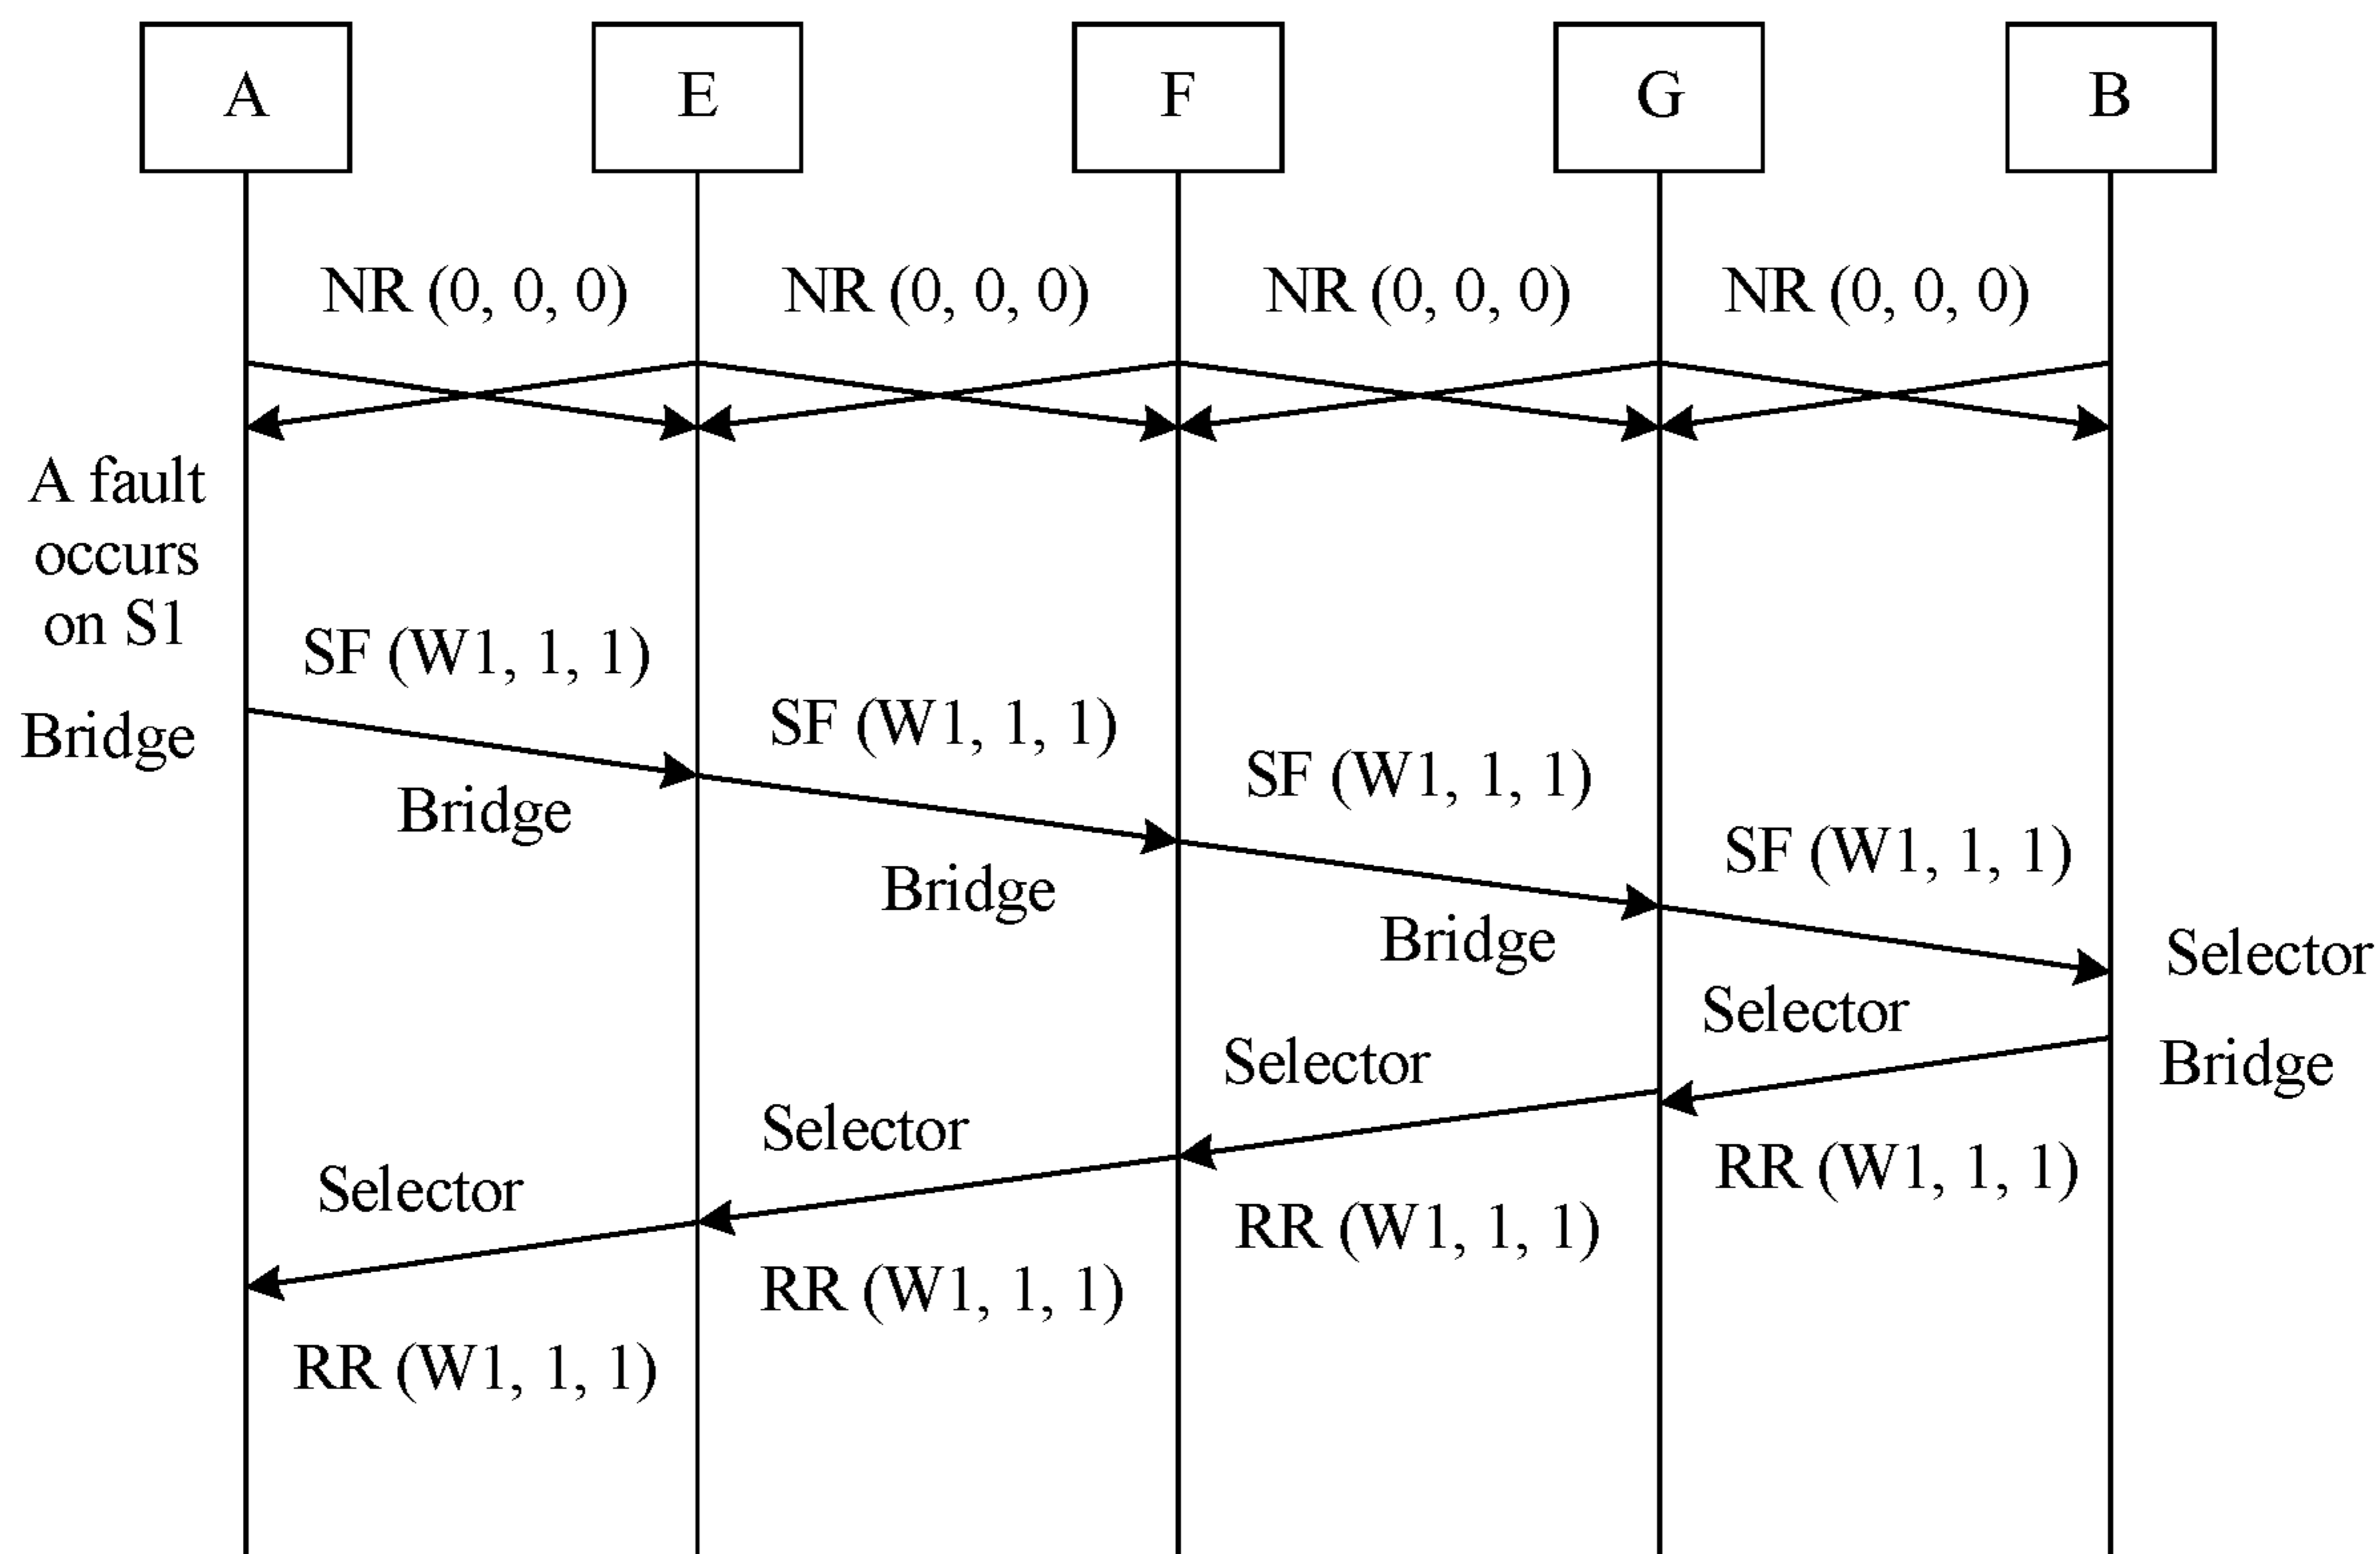 A
E
F
G
B
NR (0, 0, 0)
NR (0, 0, 0)
NR (0, 0, 0)
NR (0, 0, 0)
A fault
occurs
on S1
SF (W1, 1, 1)
Bridge
SF (W1, 1, 1)
Bridge
SF (W1, 1, 1)
Bridge
SF (W1, 1, 1)
Bridge
Selector
Selector
Bridge
Selector
RR (W1, 1, 1)
Selector
RR (W1, 1, 1)
Selector
RR (W1, 1, 1)
RR (W1, 1, 1)